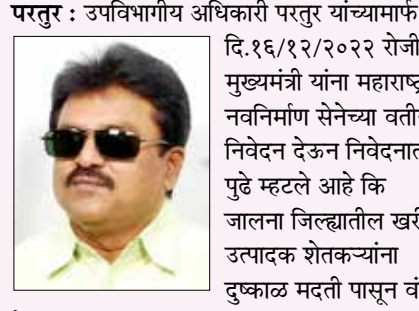 परतुर : उपविभागीय अधिकारी परतुर यांच्यामार्फ
दि.१६/१२/२०२२ रोजी
मुख्यमंत्री यांना महाराष्ट्र
नवनिर्माण सेनेच्या वती
निवेदन देऊन निवेदनात
पुढे म्हटले आहे कि
जालना जिल्ह्यातील खरी
उत्पादक शेतकऱ्यांना
दुष्काळ मदती पासून वं